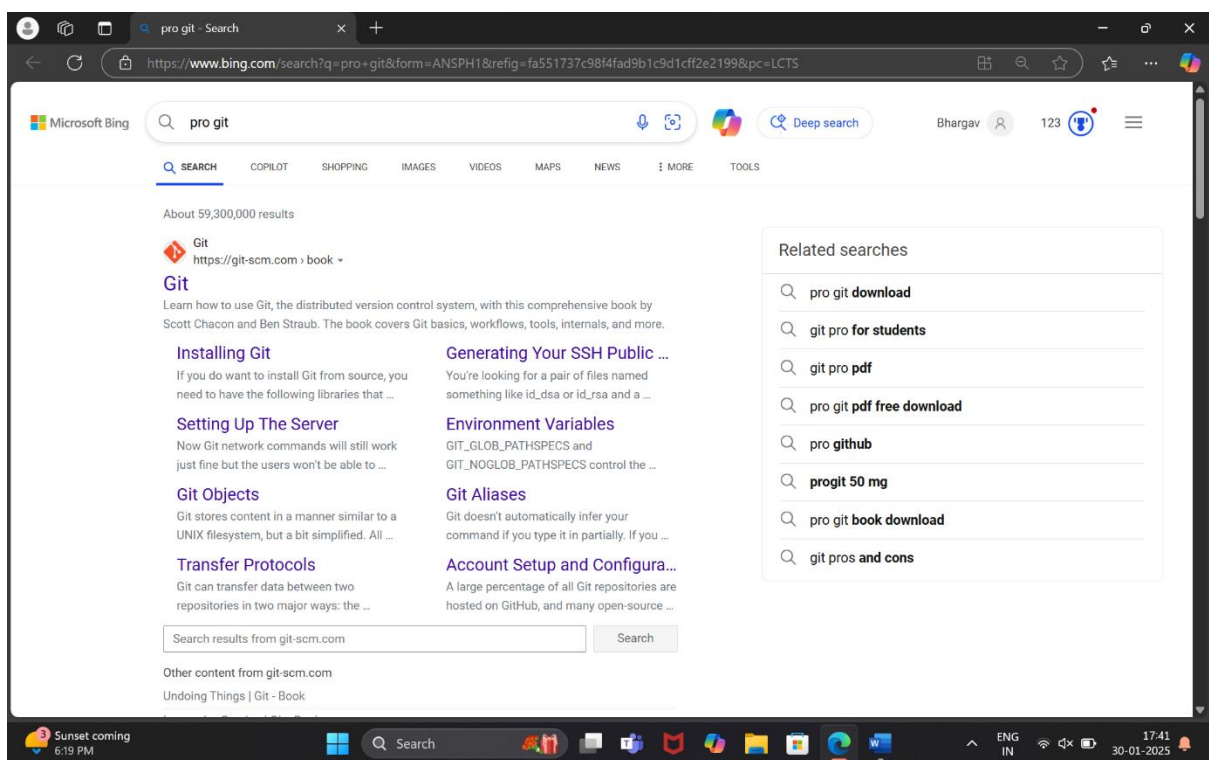 pro git - Search
https://www.bing.com/search?q=pro+git&form=ANSPH1&refig=fa551737c98f4fad9b1c9d1cff2e2199&pc=LCTS
Microsoft Bing
pro git
Deep search
Bhargav
123
SEARCH COPILOT SHOPPING IMAGES VIDEOS MAPS NEWS MORE TOOLS
About 59,300,000 results
Git
https://git-scm.com › book
Git
Learn how to use Git, the distributed version control system, with this comprehensive book by
Scott Chacon and Ben Straub. The book covers Git basics, workflows, tools, internals, and more.
Installing Git
If you do want to install Git from source, you
need to have the following libraries that ...
Generating Your SSH Public ...
You're looking for a pair of files named
something like id_dsa or id_rsa and a ...
Setting Up The Server
Now Git network commands will still work
just fine but the users won't be able to ...
Environment Variables
GIT_GLOB_PATHSPECS and
GIT_NOGLOB_PATHSPECS control the ...
Git Objects
Git stores content in a manner similar to a
UNIX filesystem, but a bit simplified. All ...
Git Aliases
Git doesn't automatically infer your
command if you type it in partially. If you ...
Transfer Protocols
Git can transfer data between two
repositories in two major ways: the ...
Account Setup and Configura...
A large percentage of all Git repositories are
hosted on GitHub, and many open-source ...
Search results from git-scm.com
Search
Other content from git-scm.com
Undoing Things | Git - Book
Related searches
pro git download
git pro for students
git pro pdf
pro git pdf free download
pro github
progit 50 mg
pro git book download
git pros and cons
3
Sunset coming
6:19 PM
Search
ENG
IN
17:41
30-01-2025